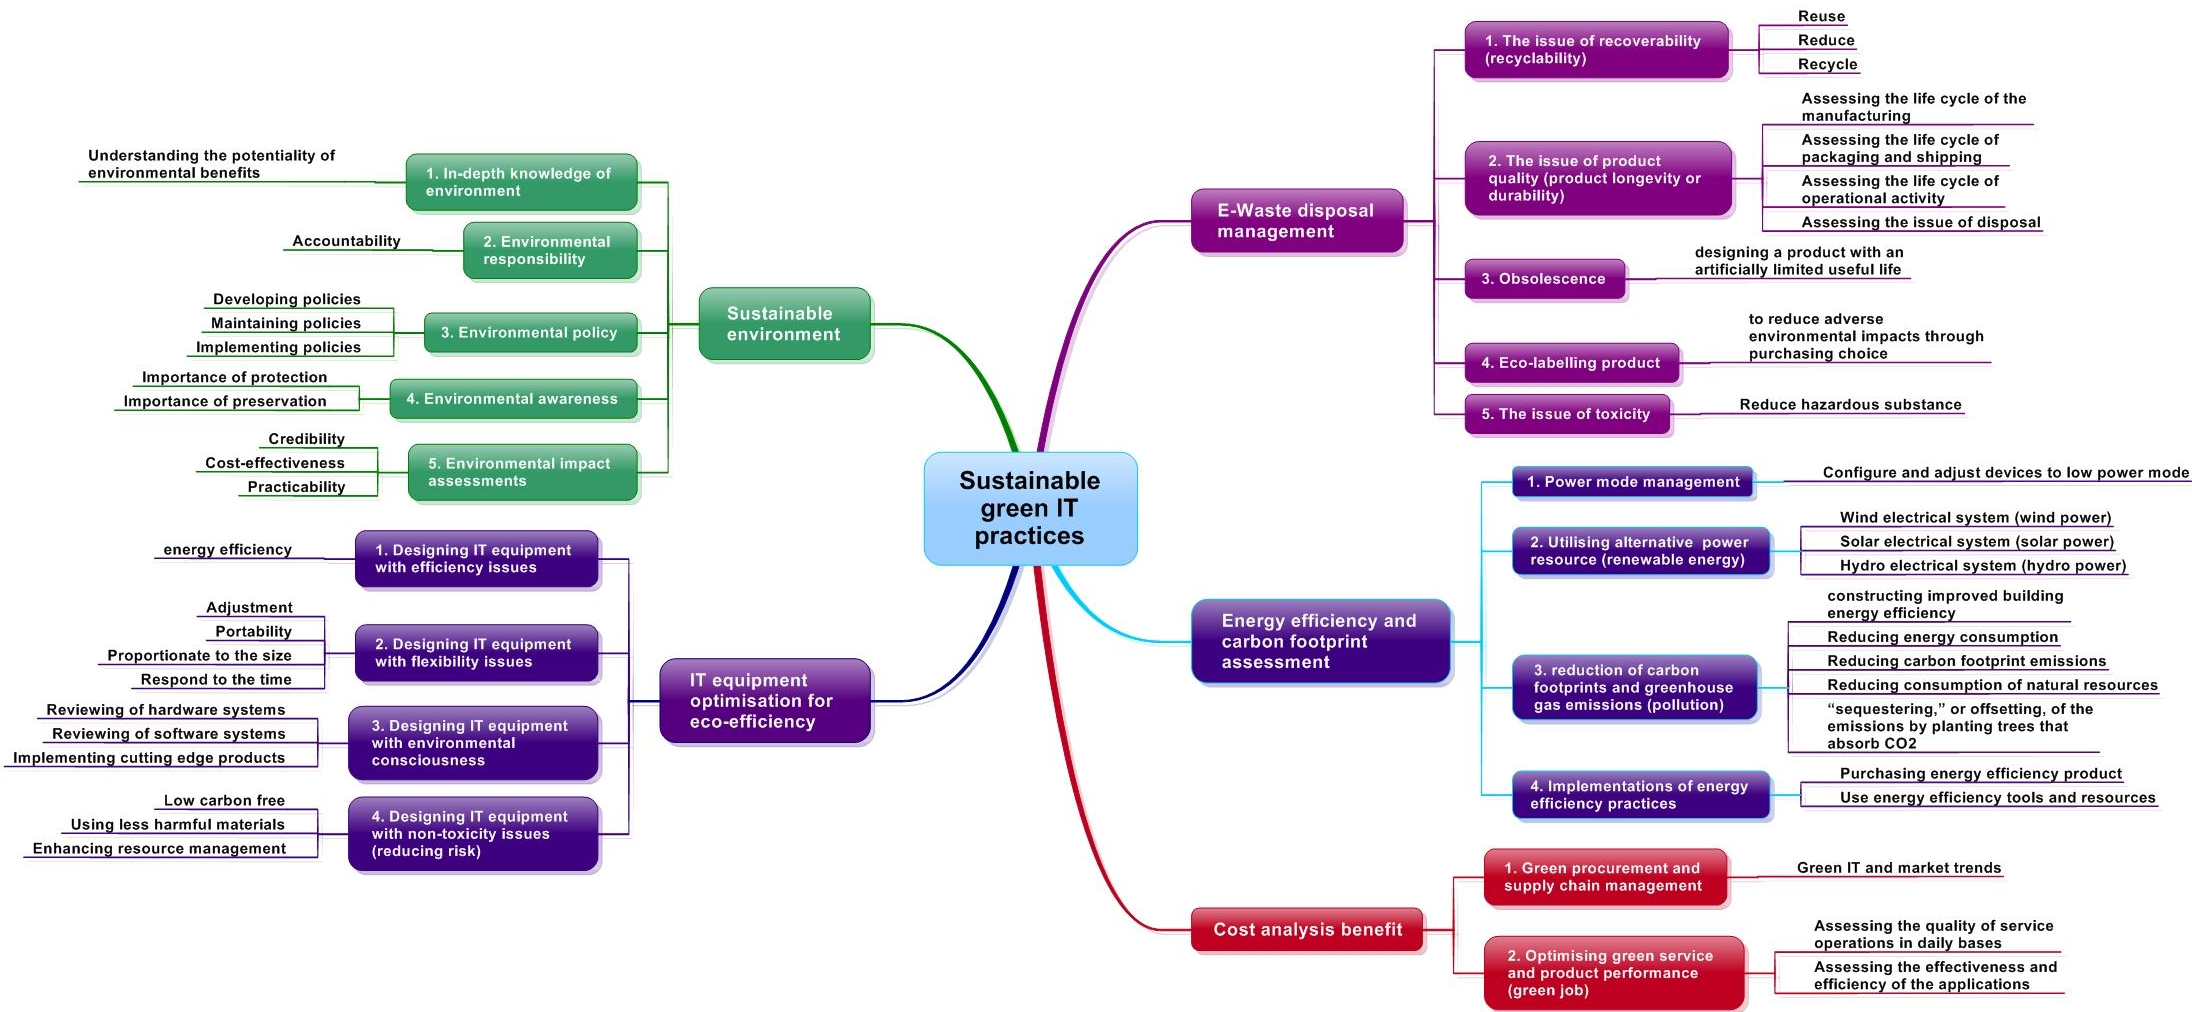 Sustainable
green IT
practices
E-Waste disposal
management
1. The issue of recoverability
(recyclability)
Reuse
Reduce
Recycle
2. The issue of product
quality (product longevity or
durability)
Assessing the life cycle of the
manufacturing
Assessing the life cycle of
packaging and shipping
Assessing the life cycle of
operational activity
Assessing the issue of disposal
3. Obsolescence
designing a product with an
artificially limited useful life
4. Eco-labelling product
to reduce adverse
environmental impacts through
purchasing choice
5. The issue of toxicity
Reduce hazardous substance
Energy efficiency and
carbon footprint
assessment
1. Power mode management
Configure and adjust devices to low power mode
2. Utilising alternative  power
resource (renewable energy)
Wind electrical system (wind power)
Solar electrical system (solar power)
Hydro electrical system (hydro power)
3. reduction of carbon
footprints and greenhouse
gas emissions (pollution)
constructing improved building
energy efficiency
Reducing energy consumption
Reducing carbon footprint emissions
Reducing consumption of natural resources
“sequestering,” or offsetting, of the
emissions by planting trees that
absorb CO2
4. Implementations of energy
efficiency practices
Purchasing energy efficiency product
Use energy efficiency tools and resources
Cost analysis benefit
1. Green procurement and
supply chain management
Green IT and market trends
2. Optimising green service
and product performance
(green job)
Assessing the quality of service
operations in daily bases
Assessing the effectiveness and
efficiency of the applications
Sustainable
environment
1. In-depth knowledge of
environment
Understanding the potentiality of
environmental benefits
2. Environmental
responsibility
Accountability
3. Environmental policy
Developing policies
Maintaining policies
Implementing policies
4. Environmental awareness
Importance of protection
Importance of preservation
5. Environmental impact
assessments
Credibility
Cost-effectiveness
Practicability
IT equipment
optimisation for
eco-efficiency
1. Designing IT equipment
with efficiency issues
energy efficiency
2. Designing IT equipment
with flexibility issues
Adjustment
Portability
Proportionate to the size
Respond to the time
3. Designing IT equipment
with environmental
consciousness
Reviewing of hardware systems
Reviewing of software systems
Implementing cutting edge products
4. Designing IT equipment
with non-toxicity issues
(reducing risk)
Low carbon free
Using less harmful materials
Enhancing resource management